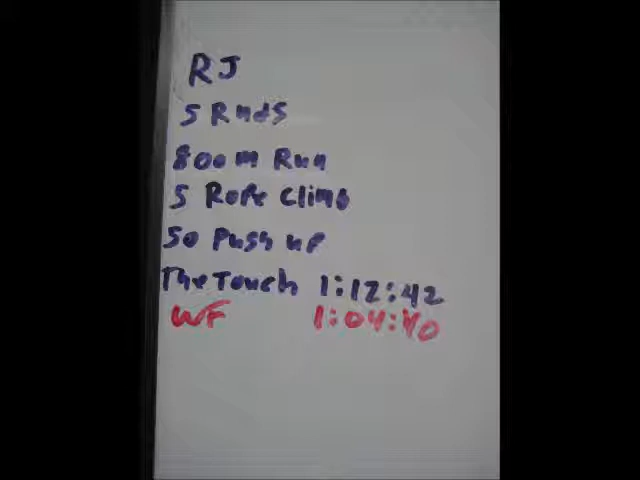 RJ
5 Rnds
800m Run
5 Rope Climb
50 Push up
The Touch 1:12:42
WF 1:04:40